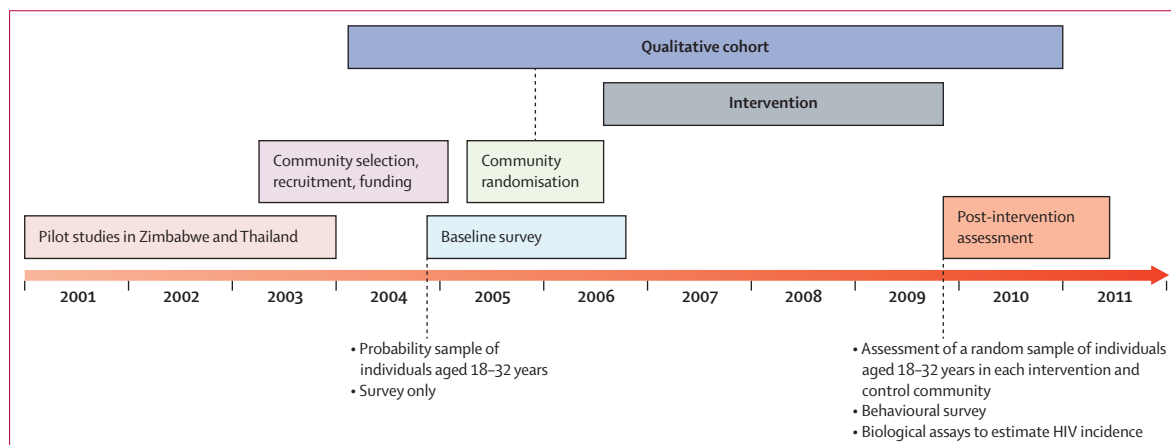 Qualitative cohort
Intervention
Community selection,
recruitment, funding
Community
randomisation
Pilot studies in Zimbabwe and Thailand
Baseline survey
Post-intervention
assessment
2001 2002 2003 2004 2005 2006 2007 2008 2009 2010 2011
• Probability sample of
individuals aged 18–32 years
• Survey only
• Assessment of a random sample of individuals
aged 18–32 years in each intervention and
control community
• Behavioural survey
• Biological assays to estimate HIV incidence